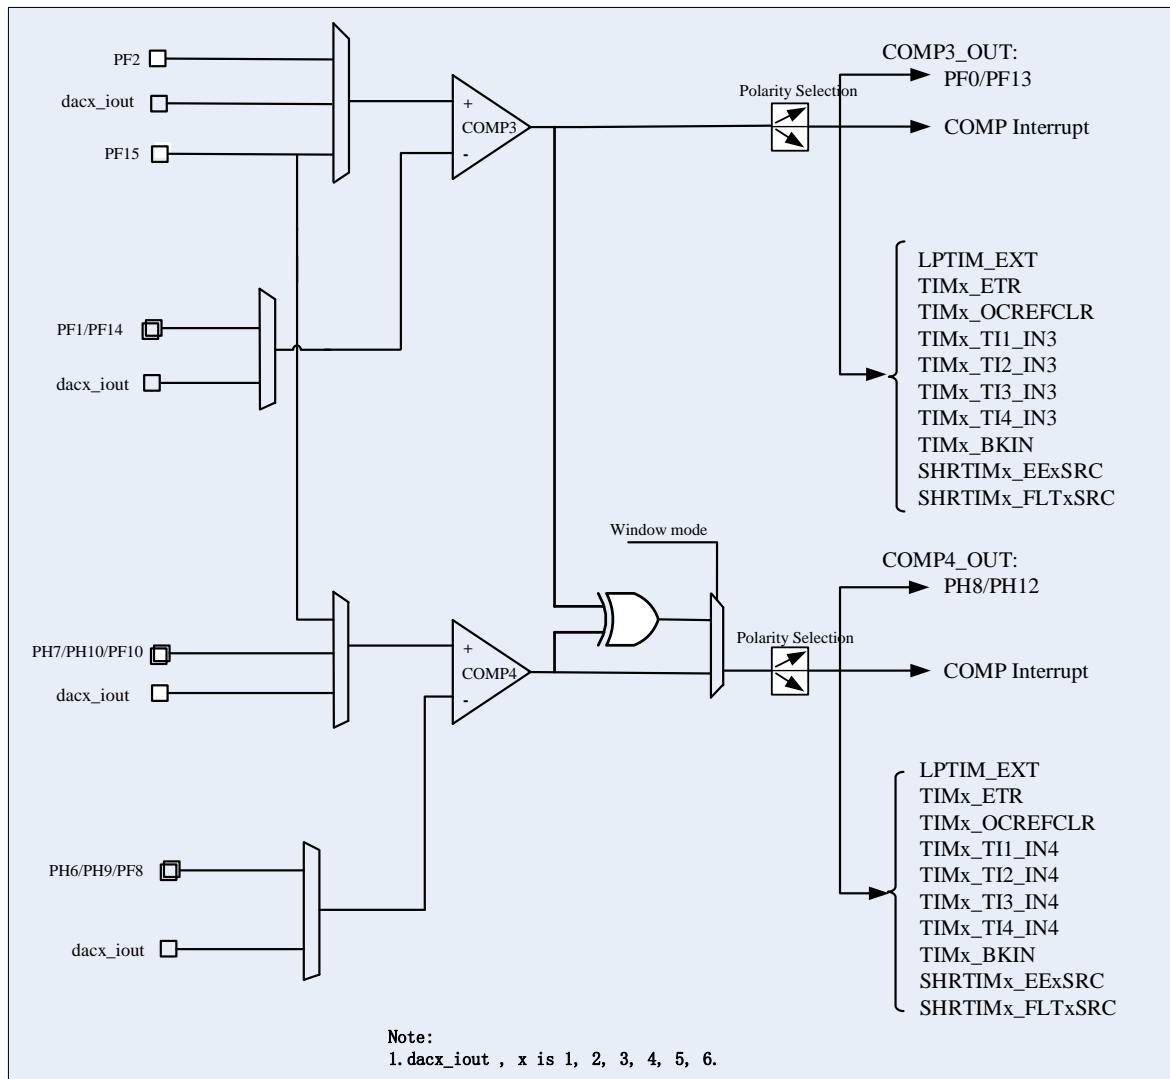 PF2
dacx_iout
PF15
+
COMP3
-
Polarity Selection
COMP3_OUT:
PF0/PF13
COMP Interrupt
PF1/PF14
dacx_iout
LPTIM_EXT
TIMx_ETR
TIMx_OCREFCLR
TIMx_TI1_IN3
TIMx_TI2_IN3
TIMx_TI3_IN3
TIMx_TI4_IN3
TIMx_BKIN
SHRTIMx_EExSRC
SHRTIMx_FLTxSRC
Window mode
PH7/PH10/PF10
dacx_iout
+
COMP4
-
Polarity Selection
COMP4_OUT:
PH8/PH12
COMP Interrupt
PH6/PH9/PF8
dacx_iout
LPTIM_EXT
TIMx_ETR
TIMx_OCREFCLR
TIMx_TI1_IN4
TIMx_TI2_IN4
TIMx_TI3_IN4
TIMx_TI4_IN4
TIMx_BKIN
SHRTIMx_EExSRC
SHRTIMx_FLTxSRC
Note:
1.dacx_iout , x is 1, 2, 3, 4, 5, 6.